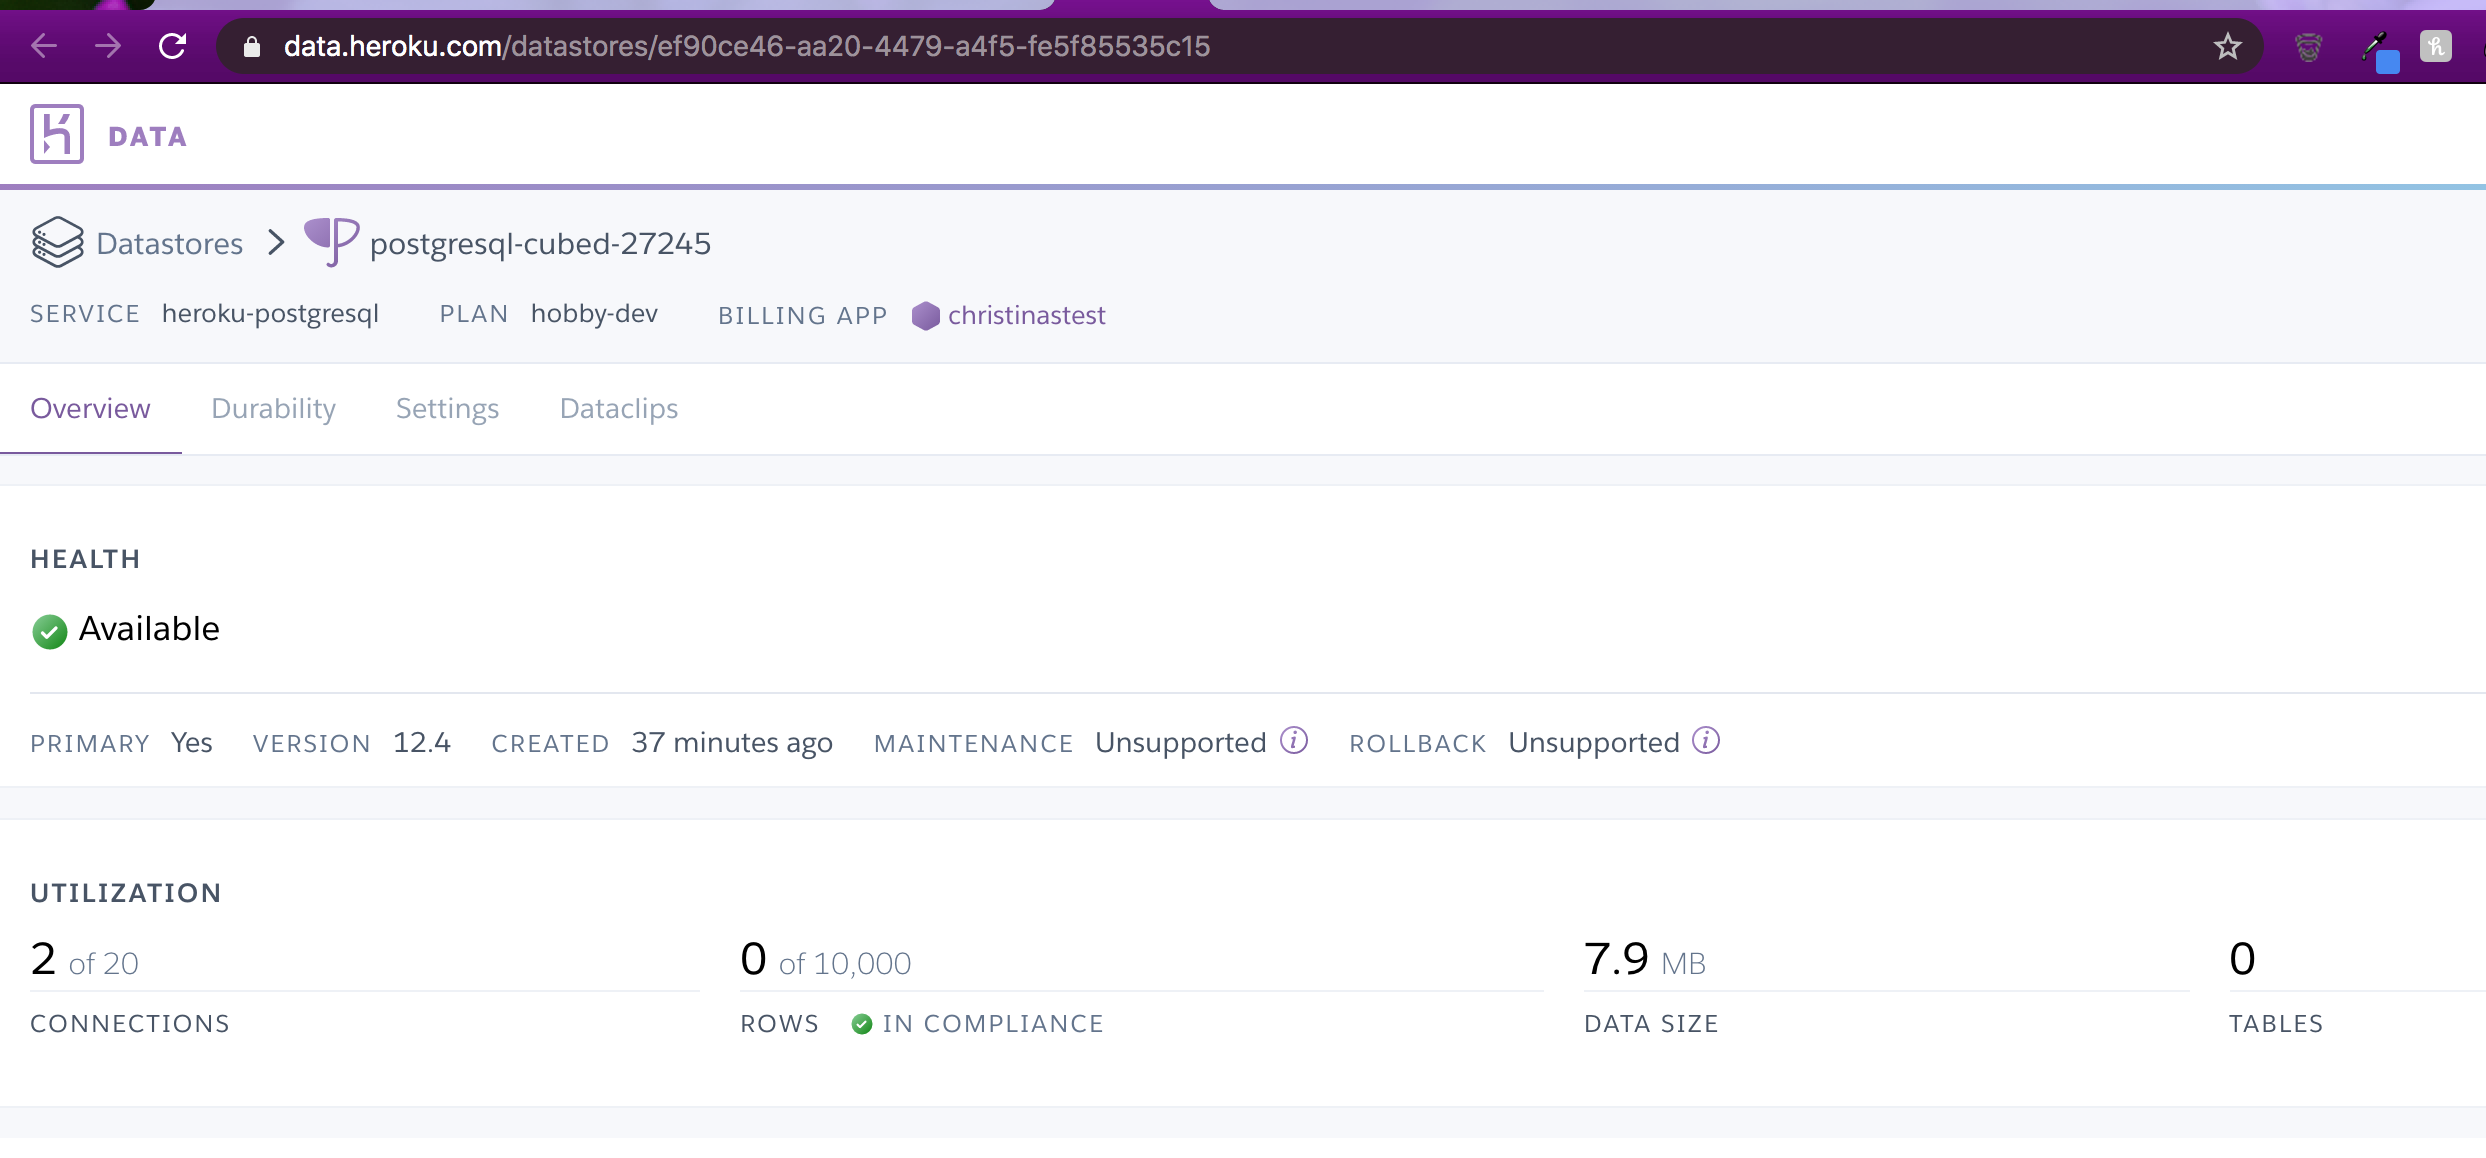 data.heroku.com/datastores/ef90ce46-aa20-4479-a4f5-fe5f85535c15
DATA
Datastores > postgresql-cubed-27245
SERVICE heroku-postgresql PLAN hobby-dev BILLING APP christinastest
Overview Durability Settings Dataclips
HEALTH
Available
PRIMARY Yes VERSION 12.4 CREATED 37 minutes ago MAINTENANCE Unsupported ROLLBACK Unsupported
UTILIZATION
2 of 20 0 of 10,000 7.9 MB 0
CONNECTIONS ROWS IN COMPLIANCE DATA SIZE TABLES